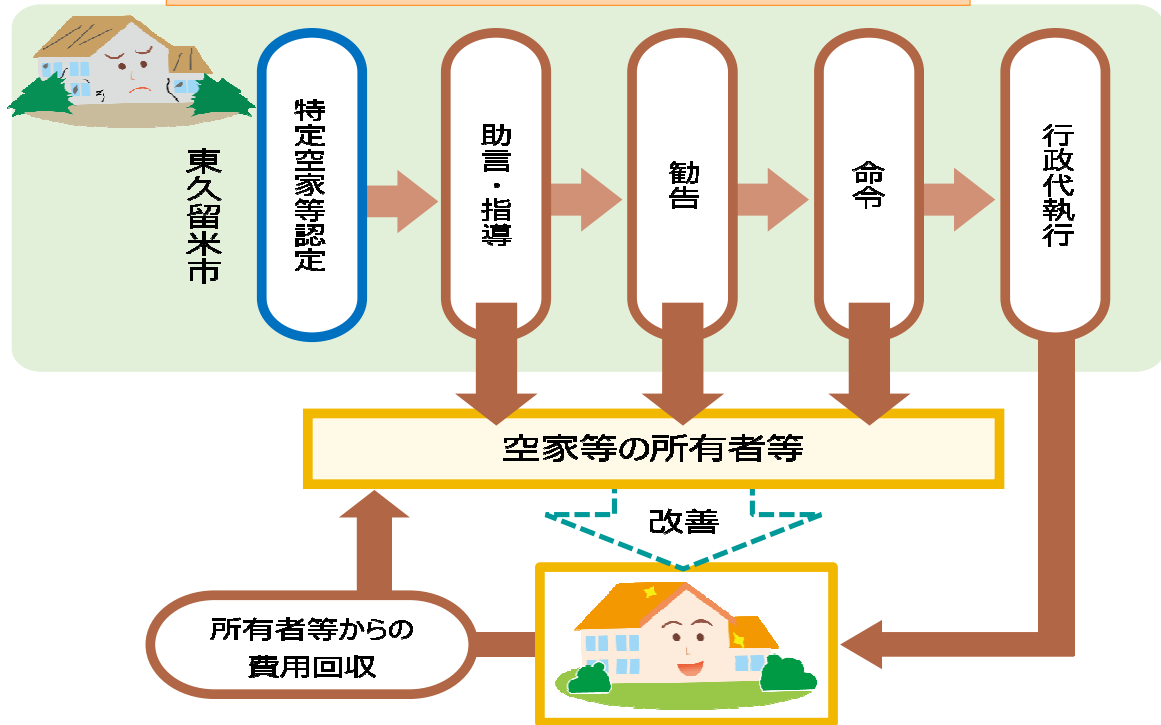 東久留米市
特定空家等認定
助言・指導
勧告
命令
行政代執行
空家等の所有者等
改善
所有者等からの
費用回収